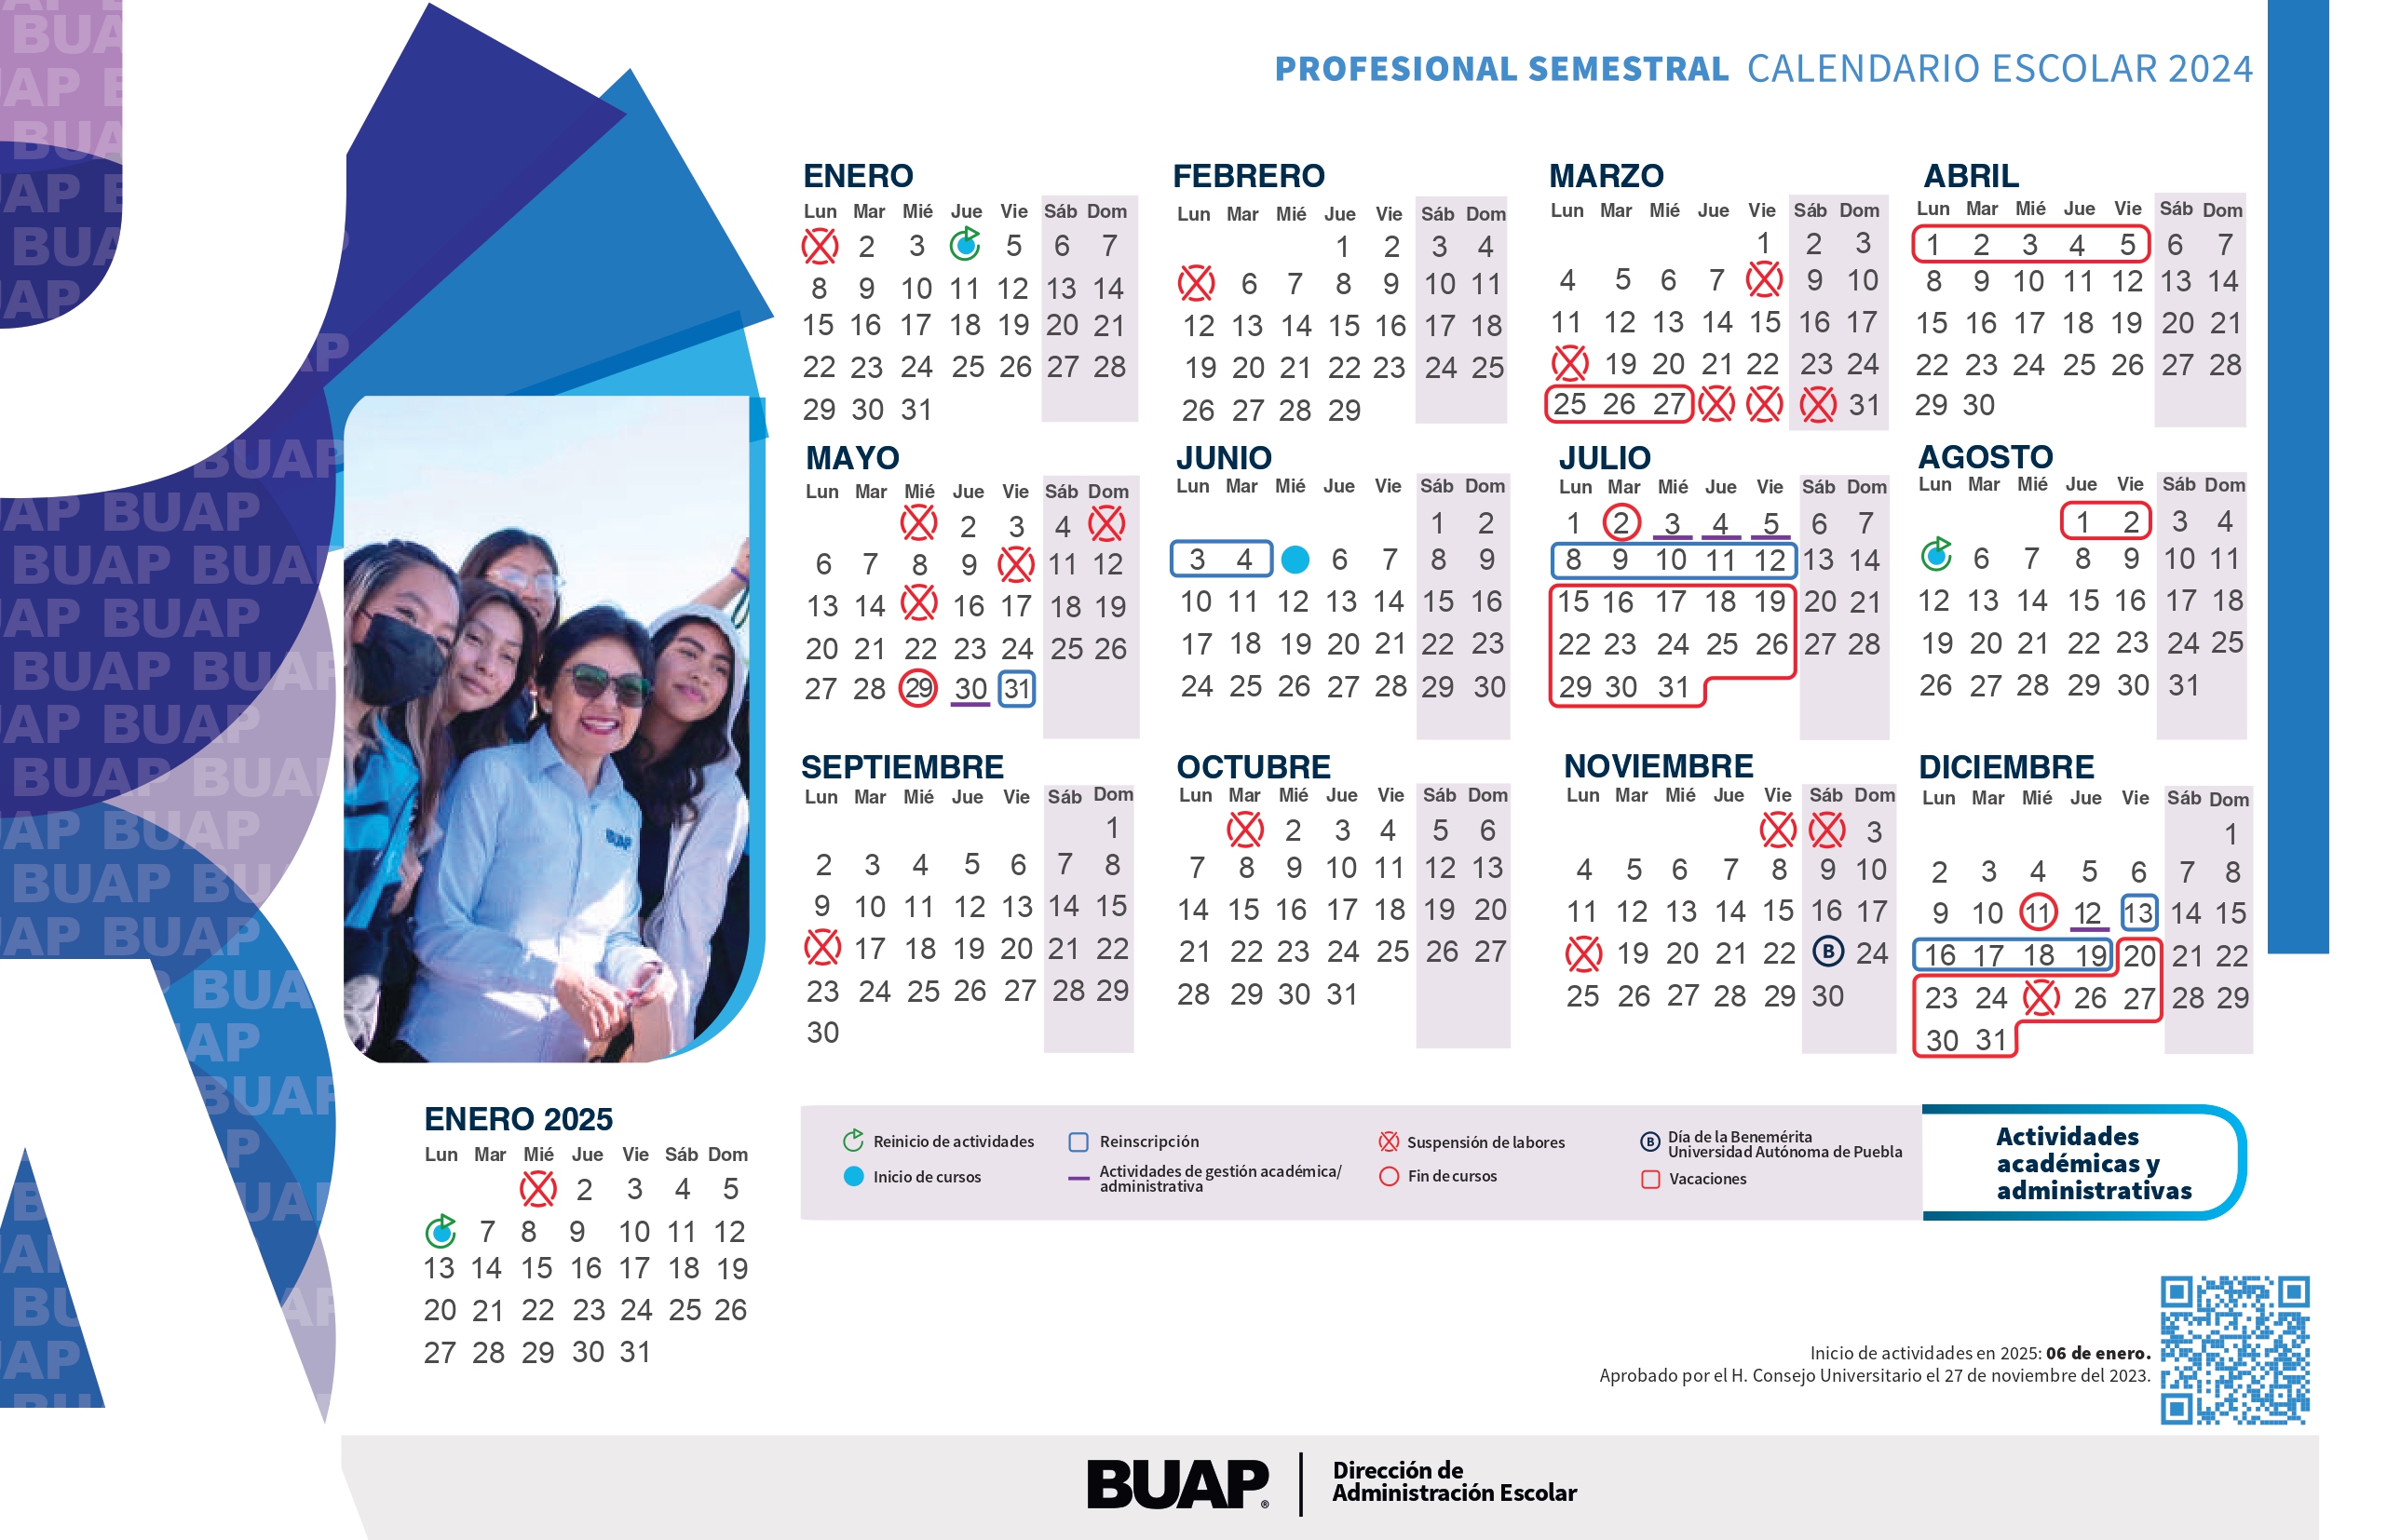 PROFESIONAL SEMESTRAL CALENDARIO ESCOLAR 2024
ENERO
Lun Mar Mié Jue Vie Sáb Dom
2 3 5 6 7
8 9 10 11 12 13 14
15 16 17 18 19 20 21
22 23 24 25 26 27 28
29 30 31
FEBRERO
Lun Mar Mié Jue Vie Sáb Dom
1 2 3 4
6 7 8 9 10 11
12 13 14 15 16 17 18
19 20 21 22 23 24 25
26 27 28 29
MARZO
Lun Mar Mié Jue Vie Sáb Dom
1 2 3
4 5 6 7 9 10
11 12 13 14 15 16 17
19 20 21 22 23 24
25 26 27 31
ABRIL
Lun Mar Mié Jue Vie Sáb Dom
1 2 3 4 5 6 7
8 9 10 11 12 13 14
15 16 17 18 19 20 21
22 23 24 25 26 27 28
29 30
MAYO
Lun Mar Mié Jue Vie Sáb Dom
2 3 4
6 7 8 9 11 12
13 14 16 17 18 19
20 21 22 23 24 25 26
27 28 29 30 31
JUNIO
Lun Mar Mié Jue Vie Sáb Dom
1 2
3 4 6 7 8 9
10 11 12 13 14 15 16
17 18 19 20 21 22 23
24 25 26 27 28 29 30
JULIO
Lun Mar Mié Jue Vie Sáb Dom
1 2 3 4 5 6 7
8 9 10 11 12 13 14
15 16 17 18 19 20 21
22 23 24 25 26 27 28
29 30 31
AGOSTO
Lun Mar Mié Jue Vie Sáb Dom
1 2 3 4
6 7 8 9 10 11
12 13 14 15 16 17 18
19 20 21 22 23 24 25
26 27 28 29 30 31
SEPTIEMBRE
Lun Mar Mié Jue Vie Sáb Dom
1
2 3 4 5 6 7 8
9 10 11 12 13 14 15
17 18 19 20 21 22
23 24 25 26 27 28 29
30
OCTUBRE
Lun Mar Mié Jue Vie Sáb Dom
2 3 4 5 6
7 8 9 10 11 12 13
14 15 16 17 18 19 20
21 22 23 24 25 26 27
28 29 30 31
NOVIEMBRE
Lun Mar Mié Jue Vie Sáb Dom
3
4 5 6 7 8 9 10
11 12 13 14 15 16 17
19 20 21 22 B 24
25 26 27 28 29 30
DICIEMBRE
Lun Mar Mié Jue Vie Sáb Dom
1
2 3 4 5 6 7 8
9 10 11 12 13 14 15
16 17 18 19 20 21 22
23 24 26 27 28 29
30 31
ENERO 2025
Lun Mar Mié Jue Vie Sáb Dom
2 3 4 5
7 8 9 10 11 12
13 14 15 16 17 18 19
20 21 22 23 24 25 26
27 28 29 30 31
Reinicio de actividades
Inicio de cursos
Reinscripción
Actividades de gestión académica/
administrativa
Suspensión de labores
Fin de cursos
B Día de la Benemérita
Universidad Autónoma de Puebla
Vacaciones
Actividades
académicas y
administrativas
Inicio de actividades en 2025: 06 de enero.
Aprobado por el H. Consejo Universitario el 27 de noviembre del 2023.
BUAP®
Dirección de
Administración Escolar